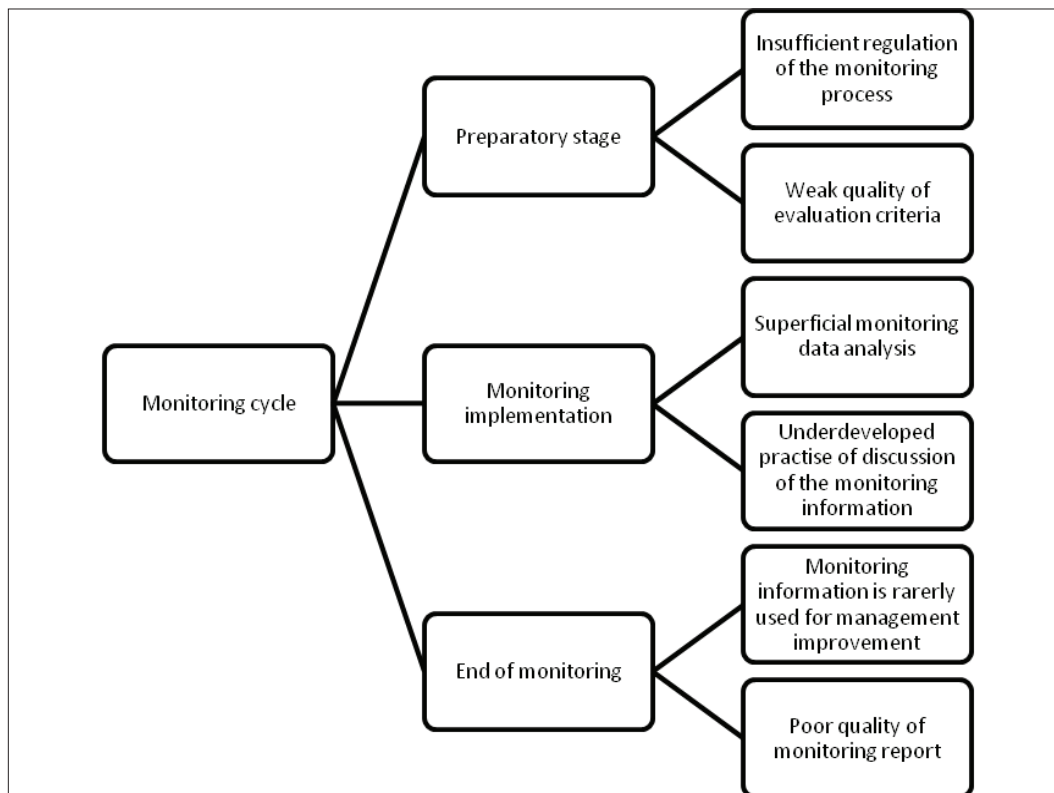 Insufficient regulation
of the monitoring
process
Preparatory stage
Weak quality of
evaluation criteria
Superficial monitoring
data analysis
Monitoring cycle
Monitoring
implementation
Underdeveloped
practise of discussion
of the monitoring
information
Monitoring
information is rarerly
used for management
improvement
End of monitoring
Poor quality of
monitoring report